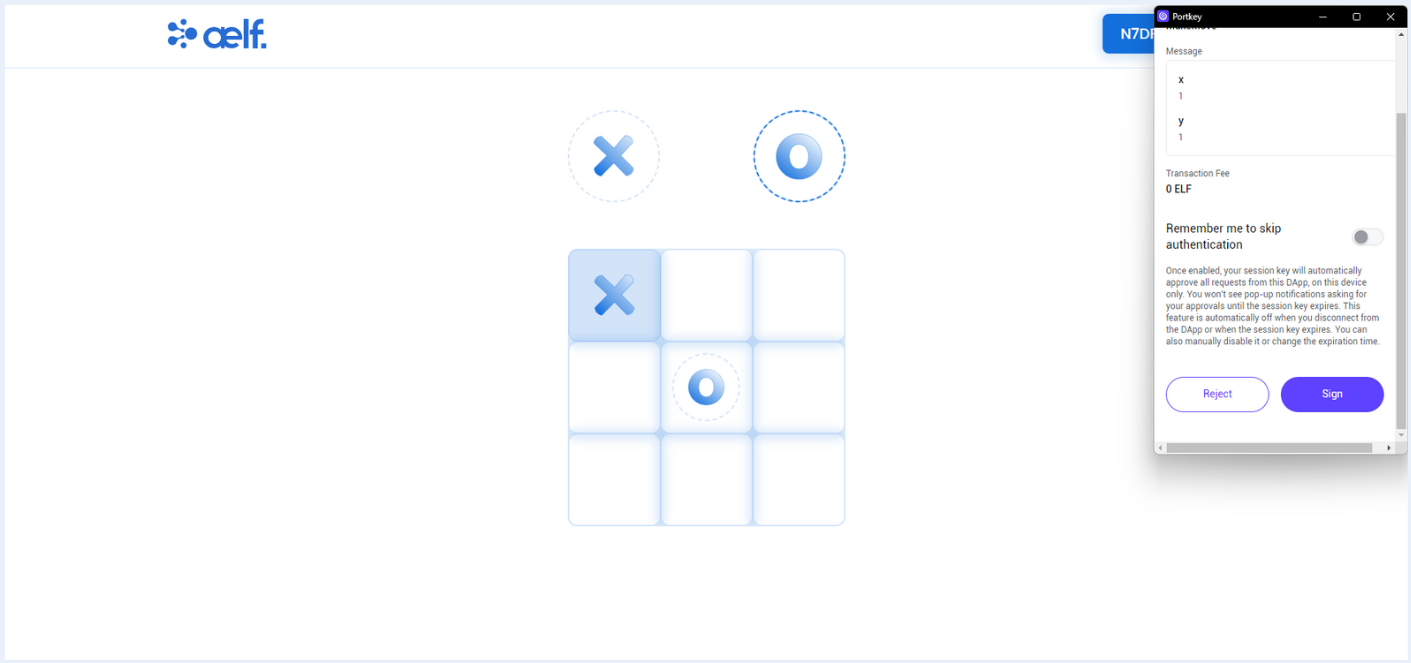 aelf.
N7DF
Portkey
MakeMove
Message
x
1
y
1
Transaction Fee
0 ELF
Remember me to skip
authentication
Once enabled, your session key will automatically
approve all requests from this DApp, on this device
only. You won't see pop-up notifications asking for
your approvals until the session key expires. This
feature is automatically off when you disconnect from
the DApp or when the session key expires. You can
also manually disable it or change the expiration time.
Reject
Sign
X
O
X
O